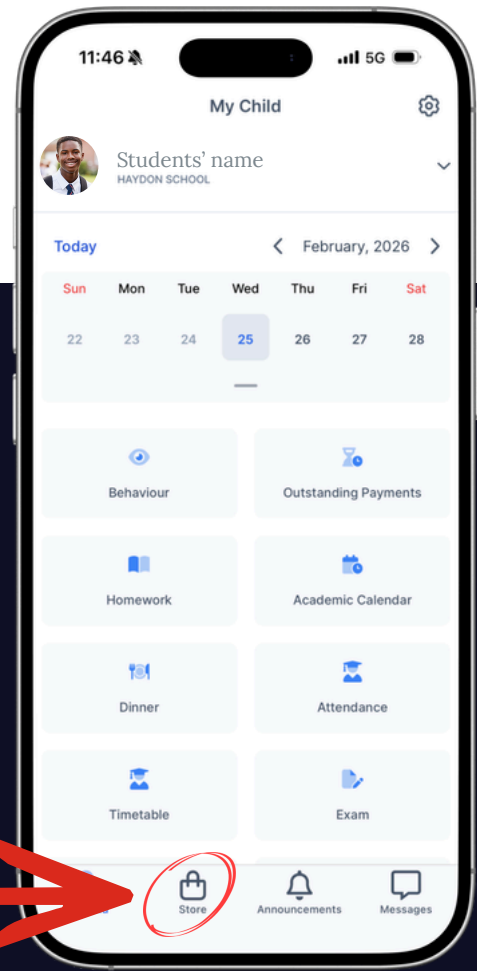 11:46 5G
My Child
Students' name
HAYDON SCHOOL
Today February, 2026
Sun Mon Tue Wed Thu Fri Sat
22 23 24 25 26 27 28
Behaviour Outstanding Payments
Homework Academic Calendar
Dinner Attendance
Timetable Exam
Store Announcements Messages